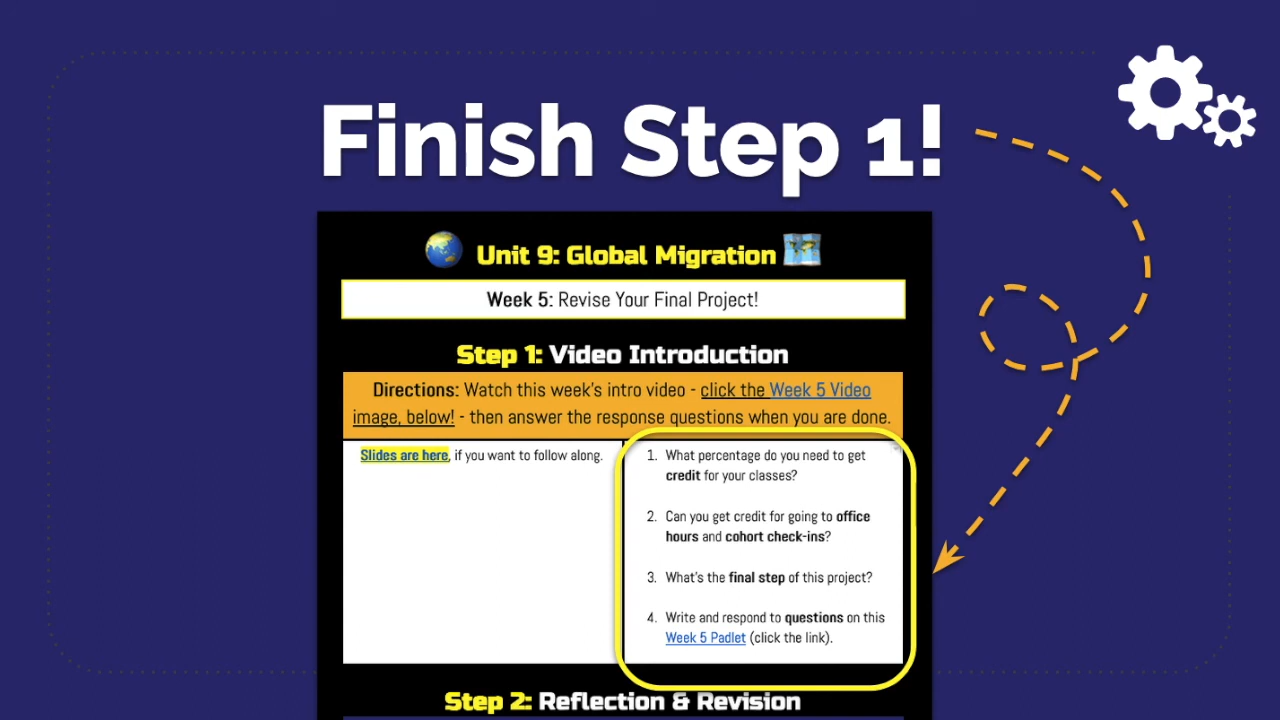 Finish Step 1!
Unit 9: Global Migration
Week 5: Revise Your Final Project!
Step 1: Video Introduction
Directions: Watch this week's intro video - click the Week 5 Video
image, below! - then answer the response questions when you are done.
Slides are here, if you want to follow along.
1. What percentage do you need to get
credit for your classes?
2. Can you get credit for going to office
hours and cohort check-ins?
3. What's the final step of this project?
4. Write and respond to questions on this
Week 5 Padlet (click the link).
Step 2: Reflection & Revision